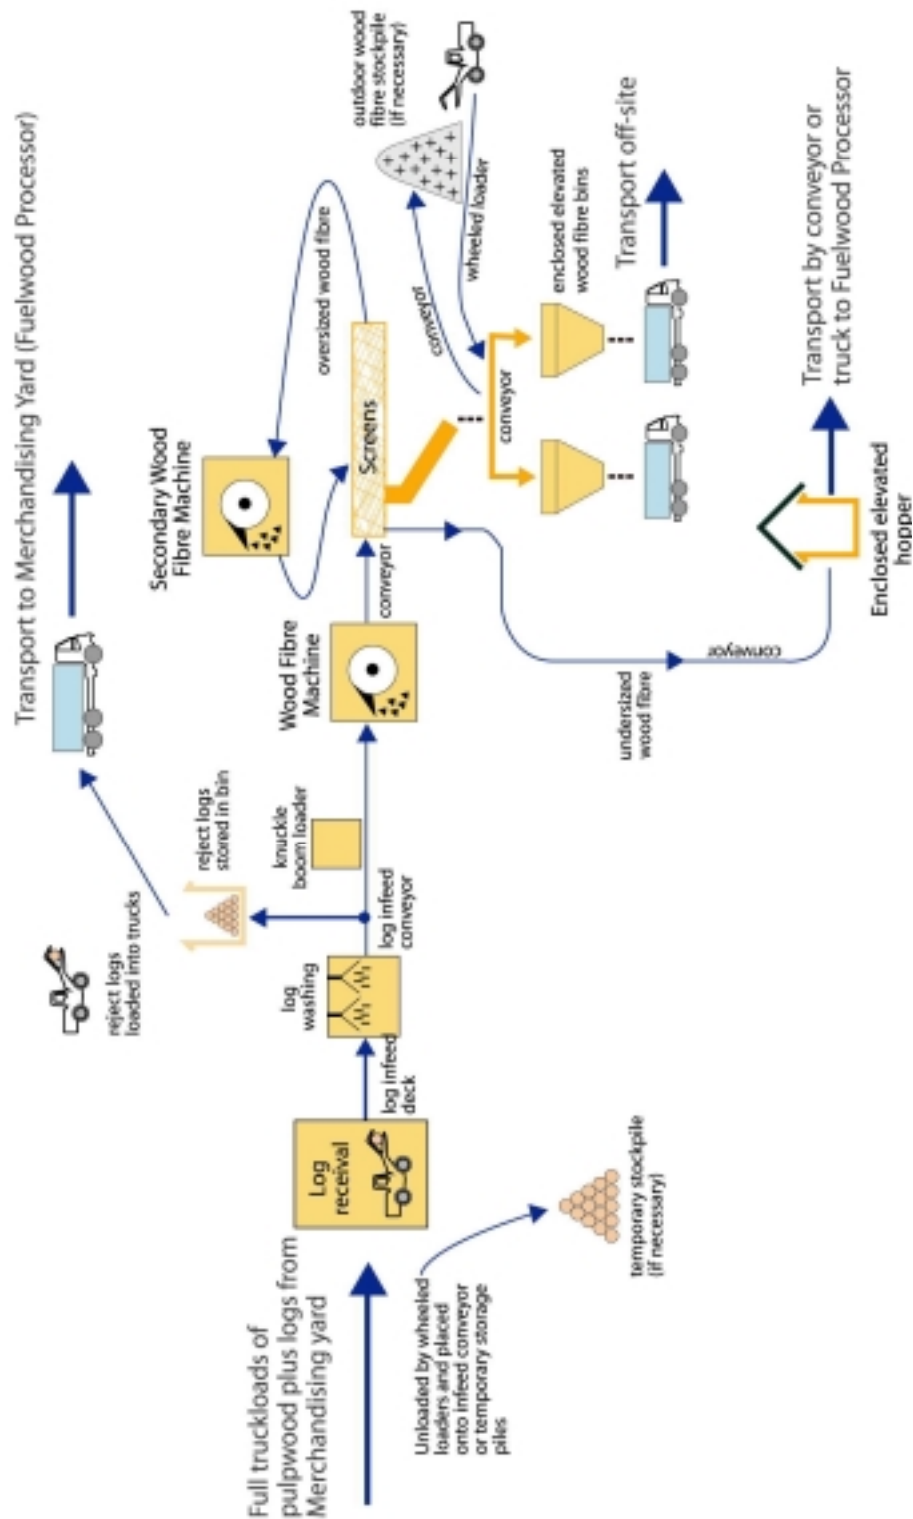 Full truckloads of
pulpwood plus logs from
Merchandising yard
Unloaded by wheeled
loaders and placed
onto infeed conveyor
or temporary storage
piles
temporary stockpile
(if necessary)
Log
receival
log infeed
deck
log
washing
log infeed
conveyor
reject logs
loaded into trucks
reject logs
stored in bin
Transport to Merchandising Yard (Fuelwood Processor)
knuckle
boom loader
Wood Fibre
Machine
conveyor
Secondary Wood
Fibre Machine
Screens
oversized wood fibre
conveyor
outdoor wood
fibre stockpile
(if necessary)
wheeled loader
conveyor
enclosed elevated
wood fibre bins
Transport off-site
undersized
wood fibre
conveyor
Enclosed elevated
hopper
Transport by conveyor or
truck to Fuelwood Processor